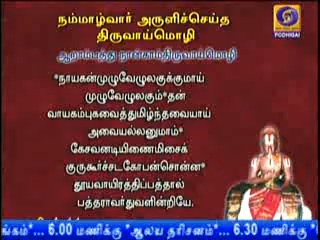 நம்மாழ்வார் அருளிச்செய்த
திருவாய்மொழி
PODHIGAI
ஆறாம்பத்து நான்காம்திருவாய்மொழி
*நாயகன்முழுவேழுலகுக்குமாய்
முழுவேழுலகும்*தன்
வாயகம்புகவைத்துமிழ்ந்தவையாய்
அவையல்லனுமாம்*
கேசவனடியிணைமிசைக்
குருகூர்ச்சடகோபன்சொன்ன*
தூயவாயிரத்திப்பத்தால்
பத்தராவர்துவளின்றியே.
ங்கம்*... 6.00 மணிக்கு *ஆலய தரிசனம்*... 6.30 மணிக்கு *